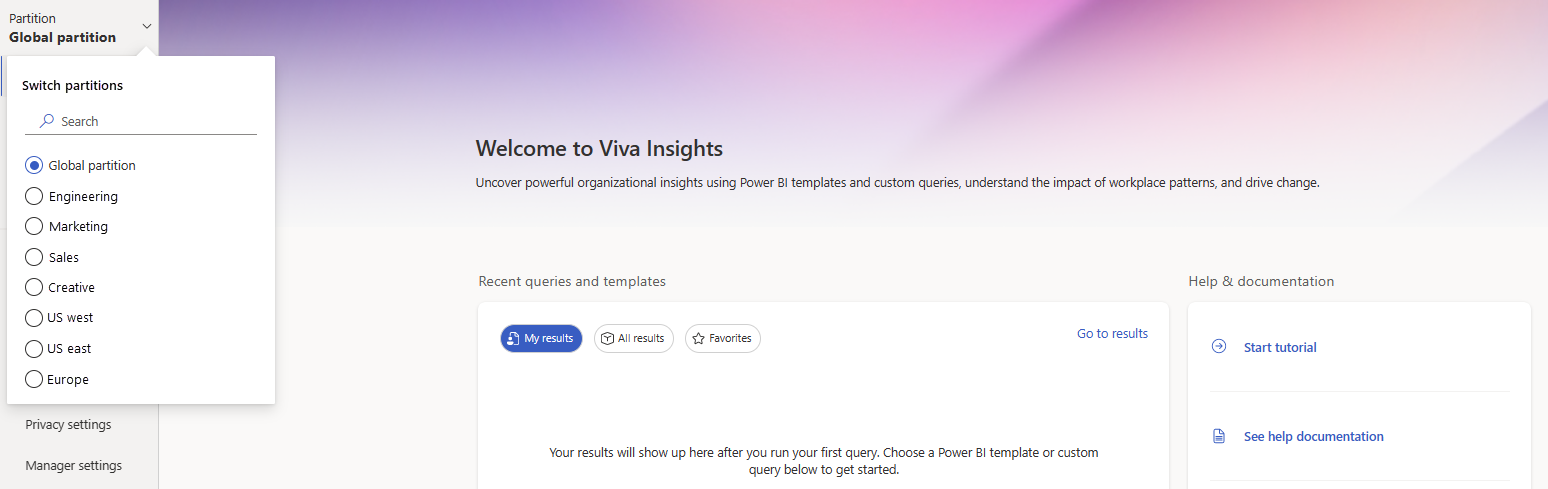 Partition
Global partition
Switch partitions
Search
Global partition
Engineering
Marketing
Sales
Creative
US west
US east
Europe
Privacy settings
Manager settings
Welcome to Viva Insights
Uncover powerful organizational insights using Power BI templates and custom queries, understand the impact of workplace patterns, and drive change.
Recent queries and templates
My results
All results
Favorites
Go to results
Your results will show up here after you run your first query. Choose a Power BI template or custom
query below to get started.
Help & documentation
Start tutorial
See help documentation